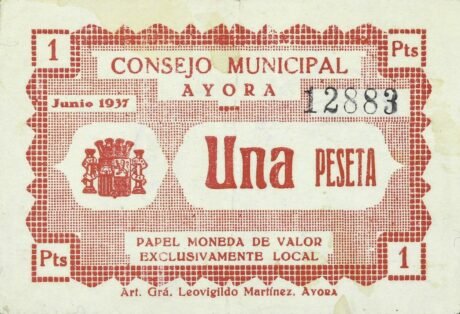 1 Pts
CONSEJO MUNICIPAL
AYORA
Junio 1937
12883
Una PESETA
PAPEL MONEDA DE VALOR
EXCLUSIVAMENTE LOCAL
Pts 1
Art. Grá. Leovigildo Martínez, AYORA